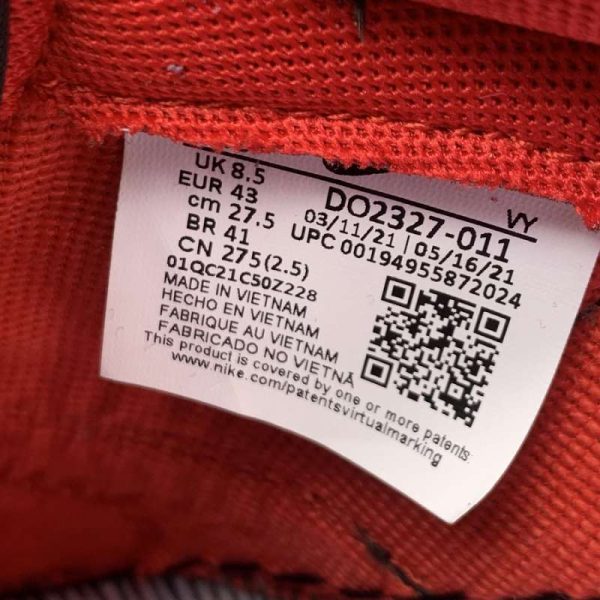 UK 8.5
EUR 43
cm 27.5
BR 41
CN 275(2.5)
VY
DO2327-011
03/11/21 | 05/16/21
UPC 00194955872024
01QC21C50Z228
MADE IN VIETNAM
HECHO EN VIETNAM
FABRIQUE AU VIETNAM
FABRICADO NO VIETNÃ
This product is covered by one or more patents
www.nike.com/patentsvirtualmarking